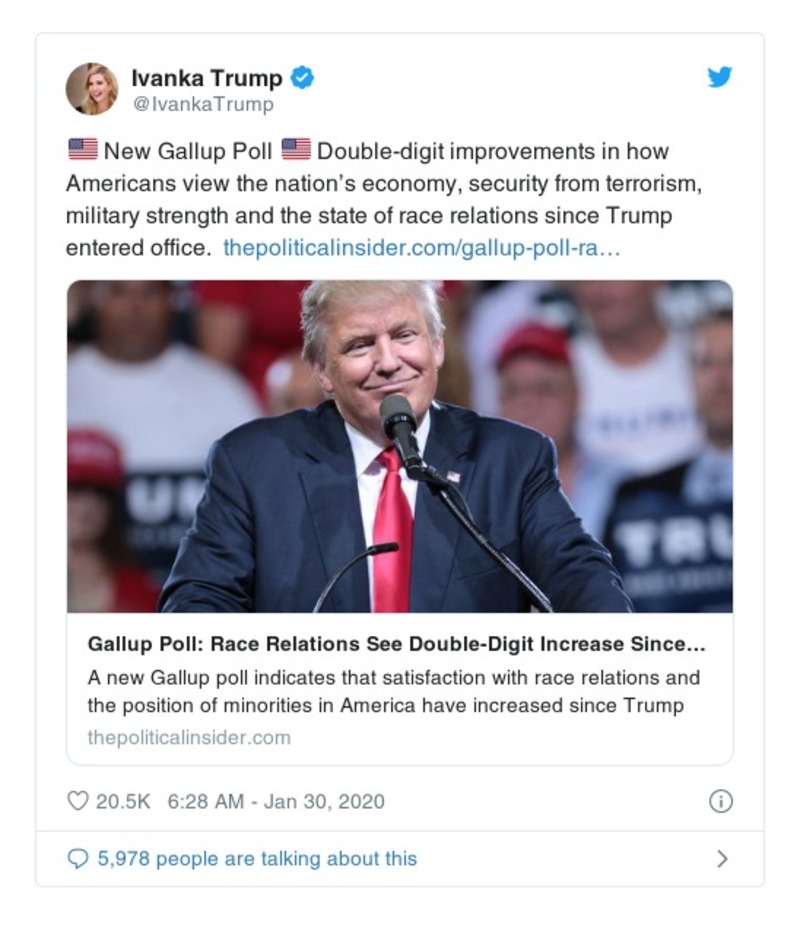 Ivanka Trump
@IvankaTrump
🇺🇸 New Gallup Poll 🇺🇸 Double-digit improvements in how
Americans view the nation’s economy, security from terrorism,
military strength and the state of race relations since Trump
entered office. thepoliticalinsider.com/gallup-poll-ra…
TRU
Gallup Poll: Race Relations See Double-Digit Increase Since...
A new Gallup poll indicates that satisfaction with race relations and
the position of minorities in America have increased since Trump
thepoliticalinsider.com
20.5K 6:28 AM - Jan 30, 2020
5,978 people are talking about this